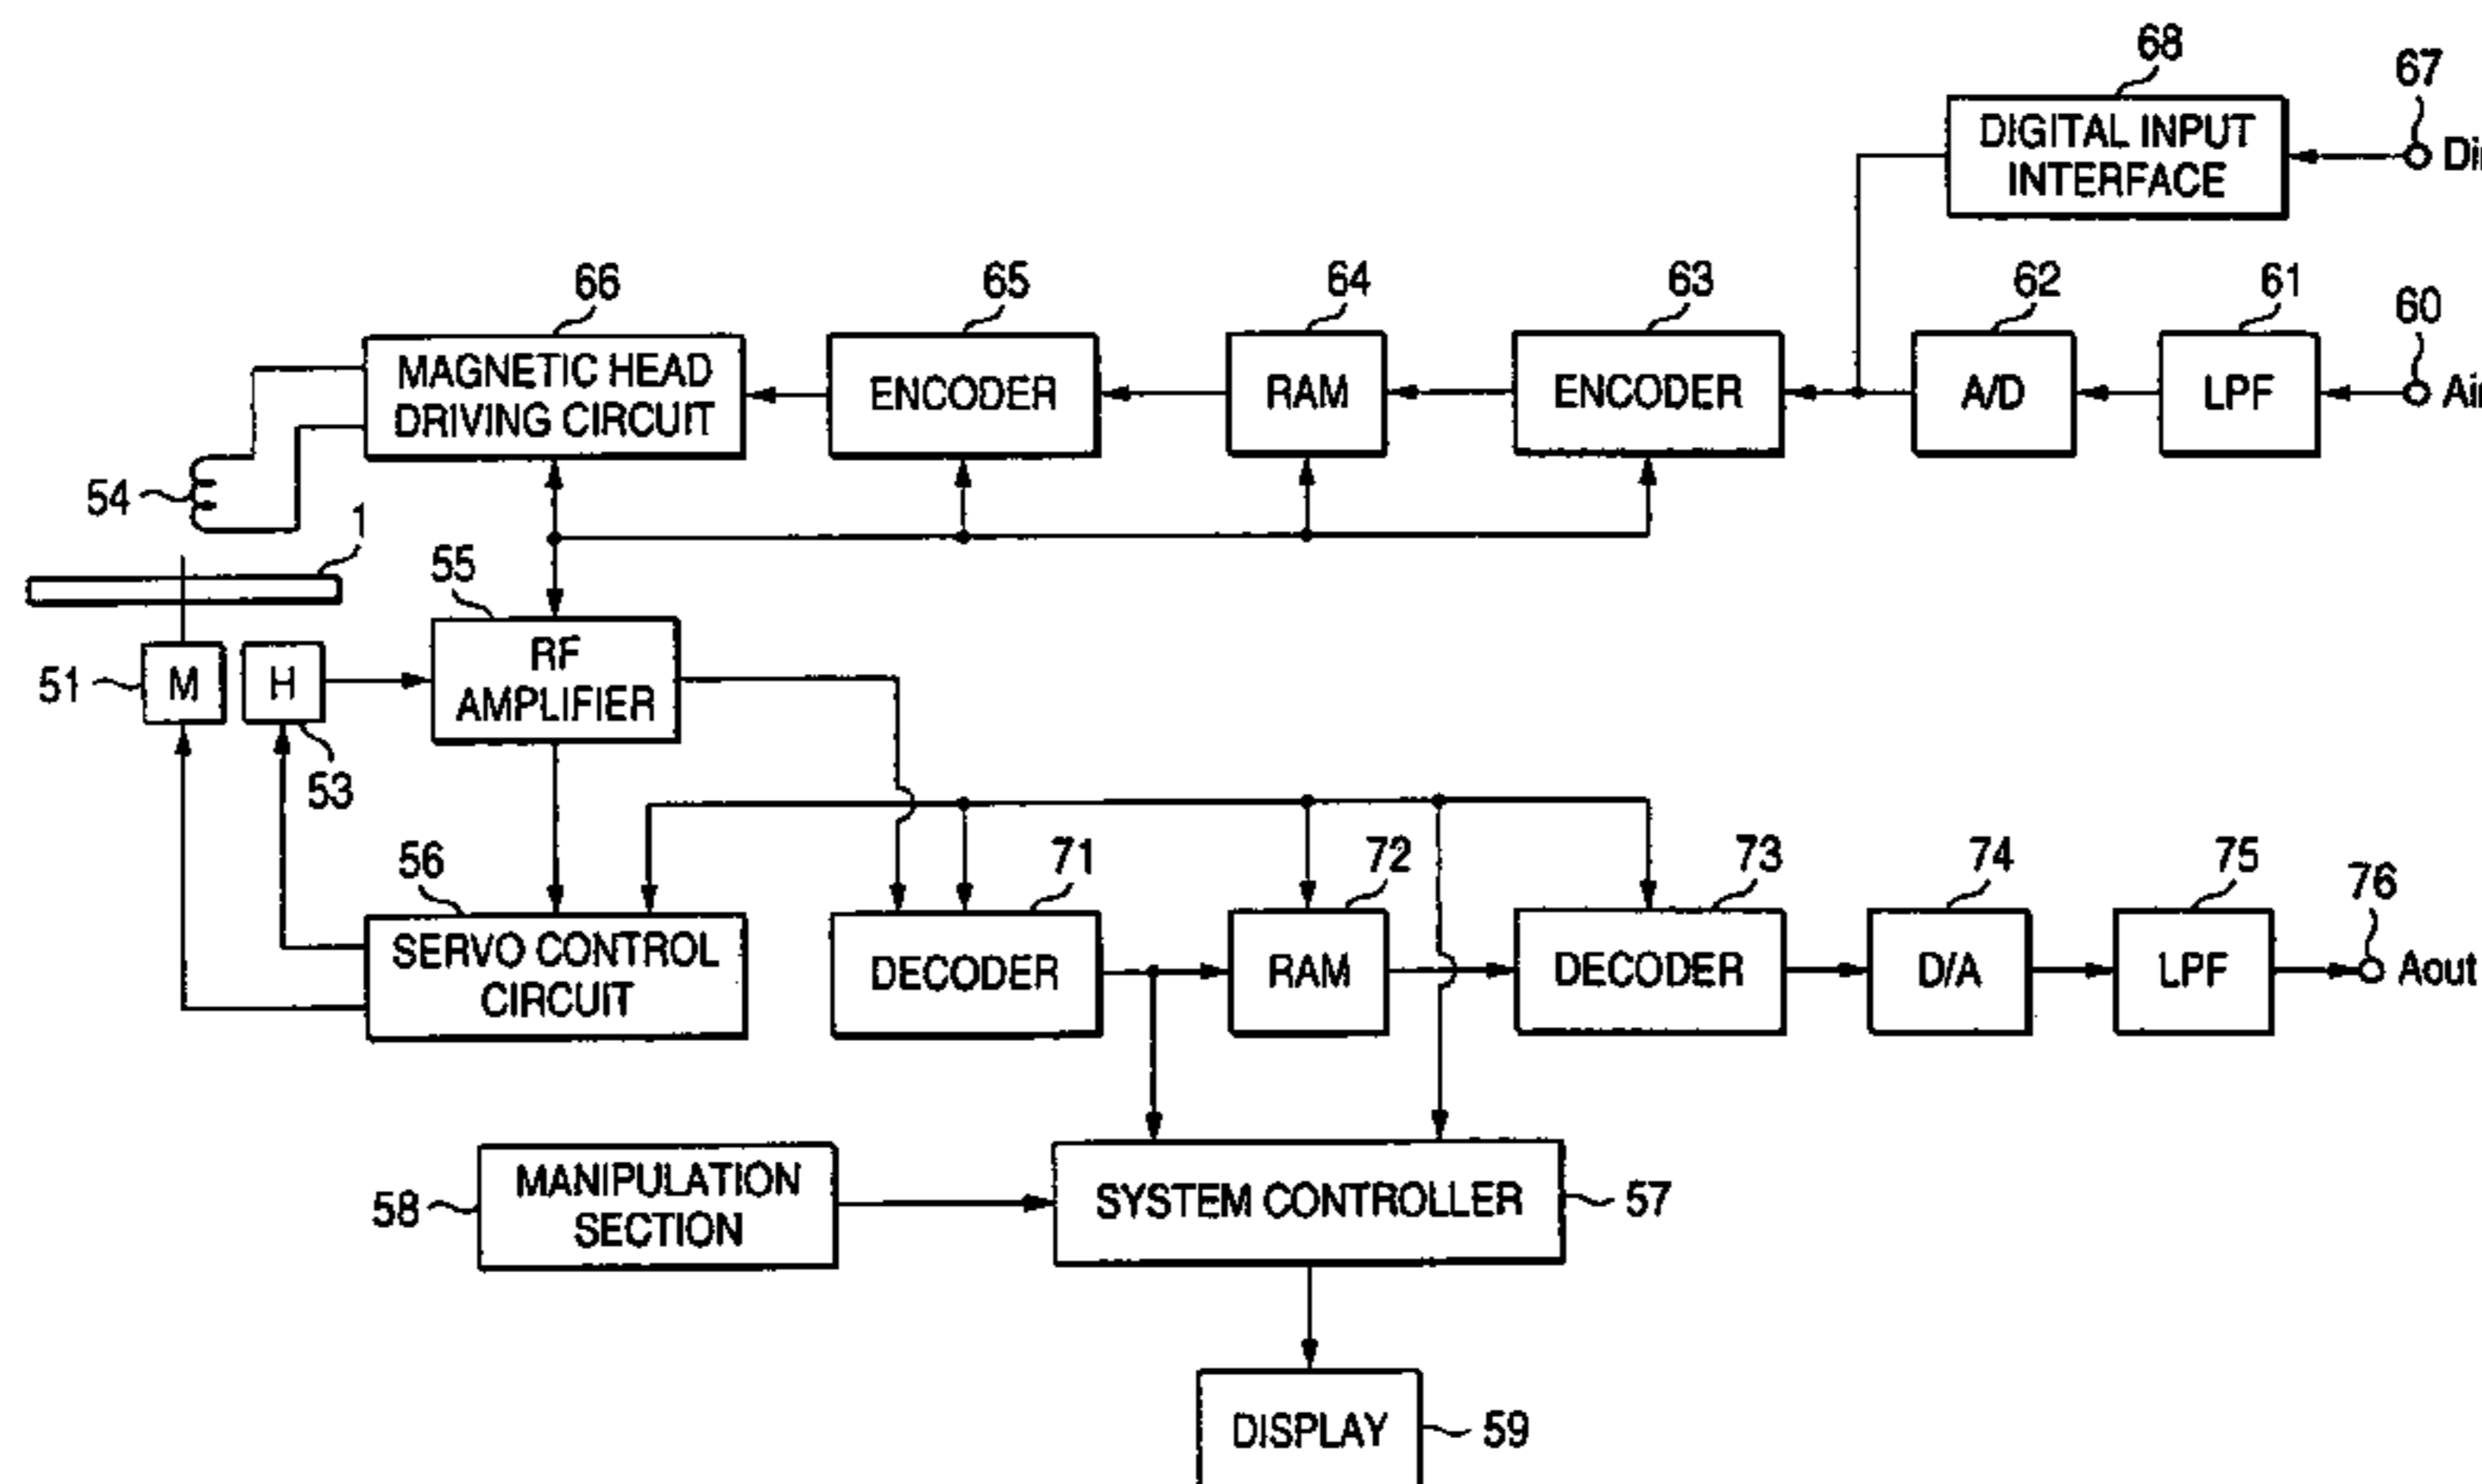 68
67
DIGITAL INPUT
INTERFACE
66
65
64
63
62
61
60
MAGNETIC HEAD
DRIVING CIRCUIT
ENCODER
RAM
ENCODER
A/D
LPF
54
1
55
RF
AMPLIFIER
51
M
H
53
56
71
72
73
74
75
76
SERVO CONTROL
CIRCUIT
DECODER
RAM
DECODER
D/A
LPF
Aout
58
MANIPULATION
SECTION
SYSTEM CONTROLLER
57
DISPLAY
59